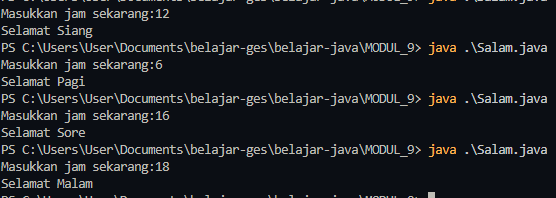 Masukkan jam sekarang:12
Selamat Siang
PS C:\Users\User\Documents\belajar-ges\belajar-java\MODUL_9> java .\Salam.java
Masukkan jam sekarang:6
Selamat Pagi
PS C:\Users\User\Documents\belajar-ges\belajar-java\MODUL_9> java .\Salam.java
Masukkan jam sekarang:16
Selamat Sore
PS C:\Users\User\Documents\belajar-ges\belajar-java\MODUL_9> java .\Salam.java
Masukkan jam sekarang:18
Selamat Malam